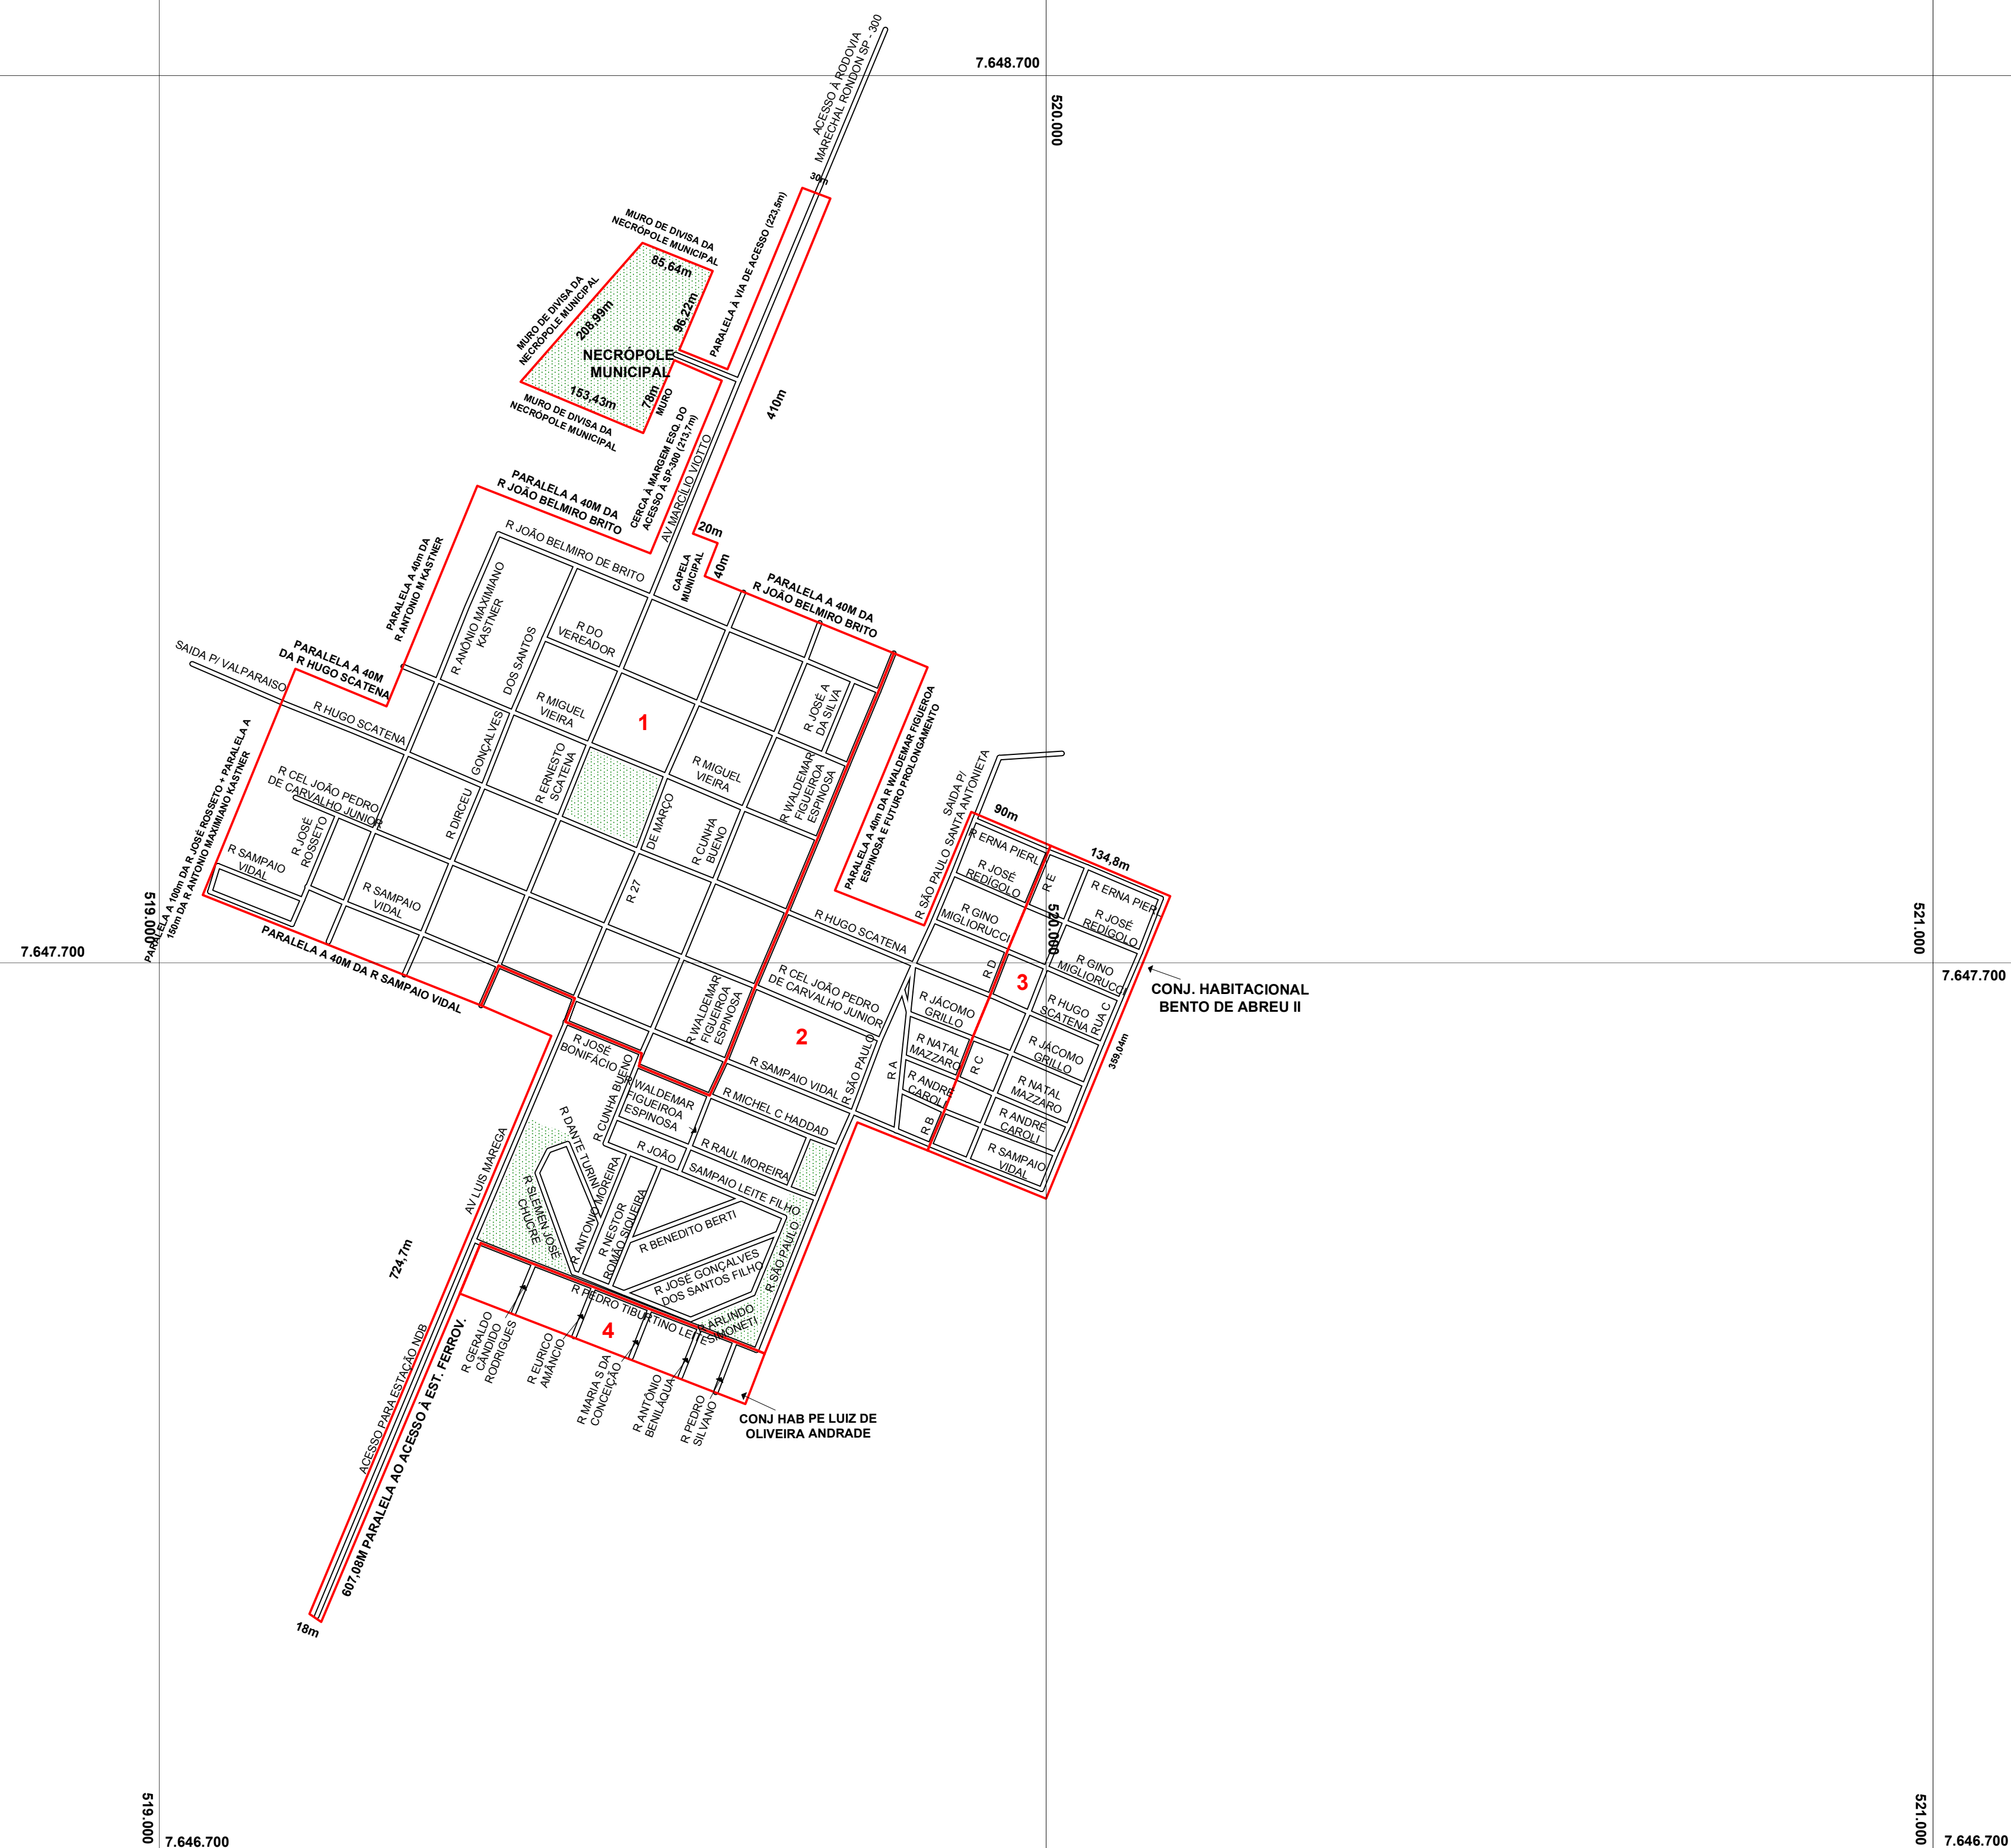 7.648.700
520.000
ACESSO À RODOVIA
MARECHAL RONDON SP - 300
30m
PARALELA À VIA DE ACESSO (223,5m)
MURO DE DIVISA DA
NECRÓPOLE MUNICIPAL
85,64m
96,22m
MURO DE DIVISA DA
NECRÓPOLE MUNICIPAL
208,99m
NECRÓPOLE
MUNICIPAL
153,43m
78m
MURO
MURO DE DIVISA DA
NECRÓPOLE MUNICIPAL
410m
CERCA À MARGEM ESQ. DO
ACESSO À SP-300 (213,7m)
AV MARCÍLIO VIOTTO
PARALELA A 40M DA
R JOÃO BELMIRO BRITO
20m
40m
CAPELA
MUNICIPAL
PARALELA A 40M DA
R JOÃO BELMIRO BRITO
R JOÃO BELMIRO DE BRITO
PARALELA A 40m DA
R ANTONIO M KASTNER
R ANÔNIO MAXIMIANO
KASTNER
R DO
VEREADOR
DOS SANTOS
SAIDA P/ VALPARAISO
PARALELA A 40M
DA R HUGO SCATENA
R HUGO SCATENA
R MIGUEL
VIEIRA
1
R JOSÉ A
DA SILVA
PARALELA A 40m DA R WALDEMAR FIGUEROA
ESPINOSA E FUTURO PROLONGAMENTO
GONÇALVES
R ERNESTO
SCATENA
R MIGUEL
VIEIRA
R WALDEMAR
FIGUEIROA
ESPINOSA
PARALELA A 100m DA R JOSÉ ROSSETO + PARALELA A
150m DA R ANTONIO MAXIMIANO KASTNER
R CEL JOÃO PEDRO
DE CARVALHO JUNIOR
R
R JOSÉ
ROSSETO
R DIRCEU
DE MARÇO
R CUNHA
BUENO
R SAMPAIO
VIDAL
R SAMPAIO
VIDAL
R 27
PARALELA A 40M DA R SAMPAIO VIDAL
SAIDA P/
SANTA ANTONIETA
R SÃO PAULO
90m
134,8m
R ERNA PIERL
R JOSÉ
REDÍGOLO
R E
R ERNA PIERL
R JOSÉ
REDÍGOLO
R GINO
MIGLIORUCCI
520.000
R GINO
MIGLIORUCCI
519.000
521.000
7.647.700
7.647.700
R HUGO SCATENA
R D
3
CONJ. HABITACIONAL
BENTO DE ABREU II
R CEL JOÃO PEDRO
DE CARVALHO JUNIOR
R JÁCOMO
GRILLO
R HUGO
SCATENA
RUA C
R WALDEMAR
FIGUEIROA
ESPINOSA
2
R NATAL
MAZZARO
R C
R JÁCOMO
GRILLO
359,04m
R JOSÉ
BONIFÁCIO
R CUNHA BUENO
R SAMPAIO VIDAL
R SÃO PAULO
R A
R ANDRÉ
CAROLI
R NATAL
MAZZARO
R WALDEMAR
FIGUEIROA
ESPINOSA
R MICHEL C HADDAD
R B
R ANDRÉ
CAROLI
R DANTE TURINI
R RAUL MOREIRA
R SAMPAIO
VIDAL
AV LUIS MAREGA
R JOÃO
SAMPAIO LEITE FILHO
R SLEMEN JOSÉ
CHUCRE
R ANTONIO MOREIRA
R NESTOR
ROMÃO SIQUEIRA
R BENEDITO BERTI
R SÃO PAULO
724,7m
R JOSÉ GONÇALVES
DOS SANTOS FILHO
R PEDRO TIBURTINO LEITE
R ARLINDO
SIMONETI
4
R GERALDO
CÂNDIDO
RODRIGUES
R EURICO
AMÂNCIO
R MARIA S DA
CONCEIÇÃO
R ANTÔNIO
BENILÁQUA
R PEDRO
SILVANO
CONJ HAB PE LUIZ DE
OLIVEIRA ANDRADE
ACESSO PARA ESTAÇÃO NDB
607,08M PARALELA AO ACESSO À EST. FERROV.
18m
519.000
7.646.700
521.000
7.646.700